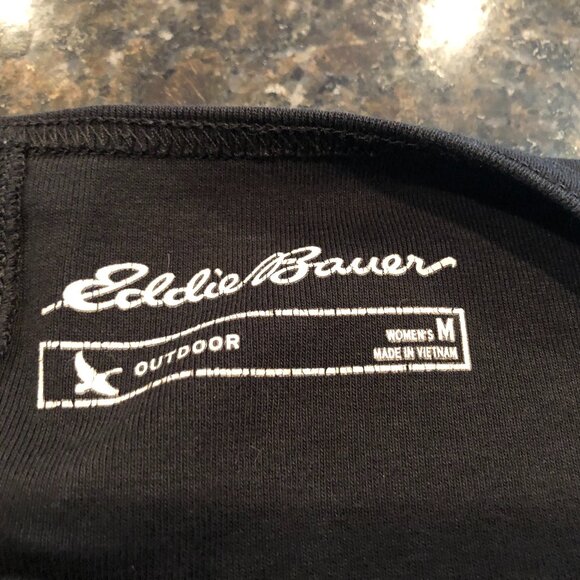 Eddie Bauer
OUTDOOR
WOMEN'S M
MADE IN VIETNAM